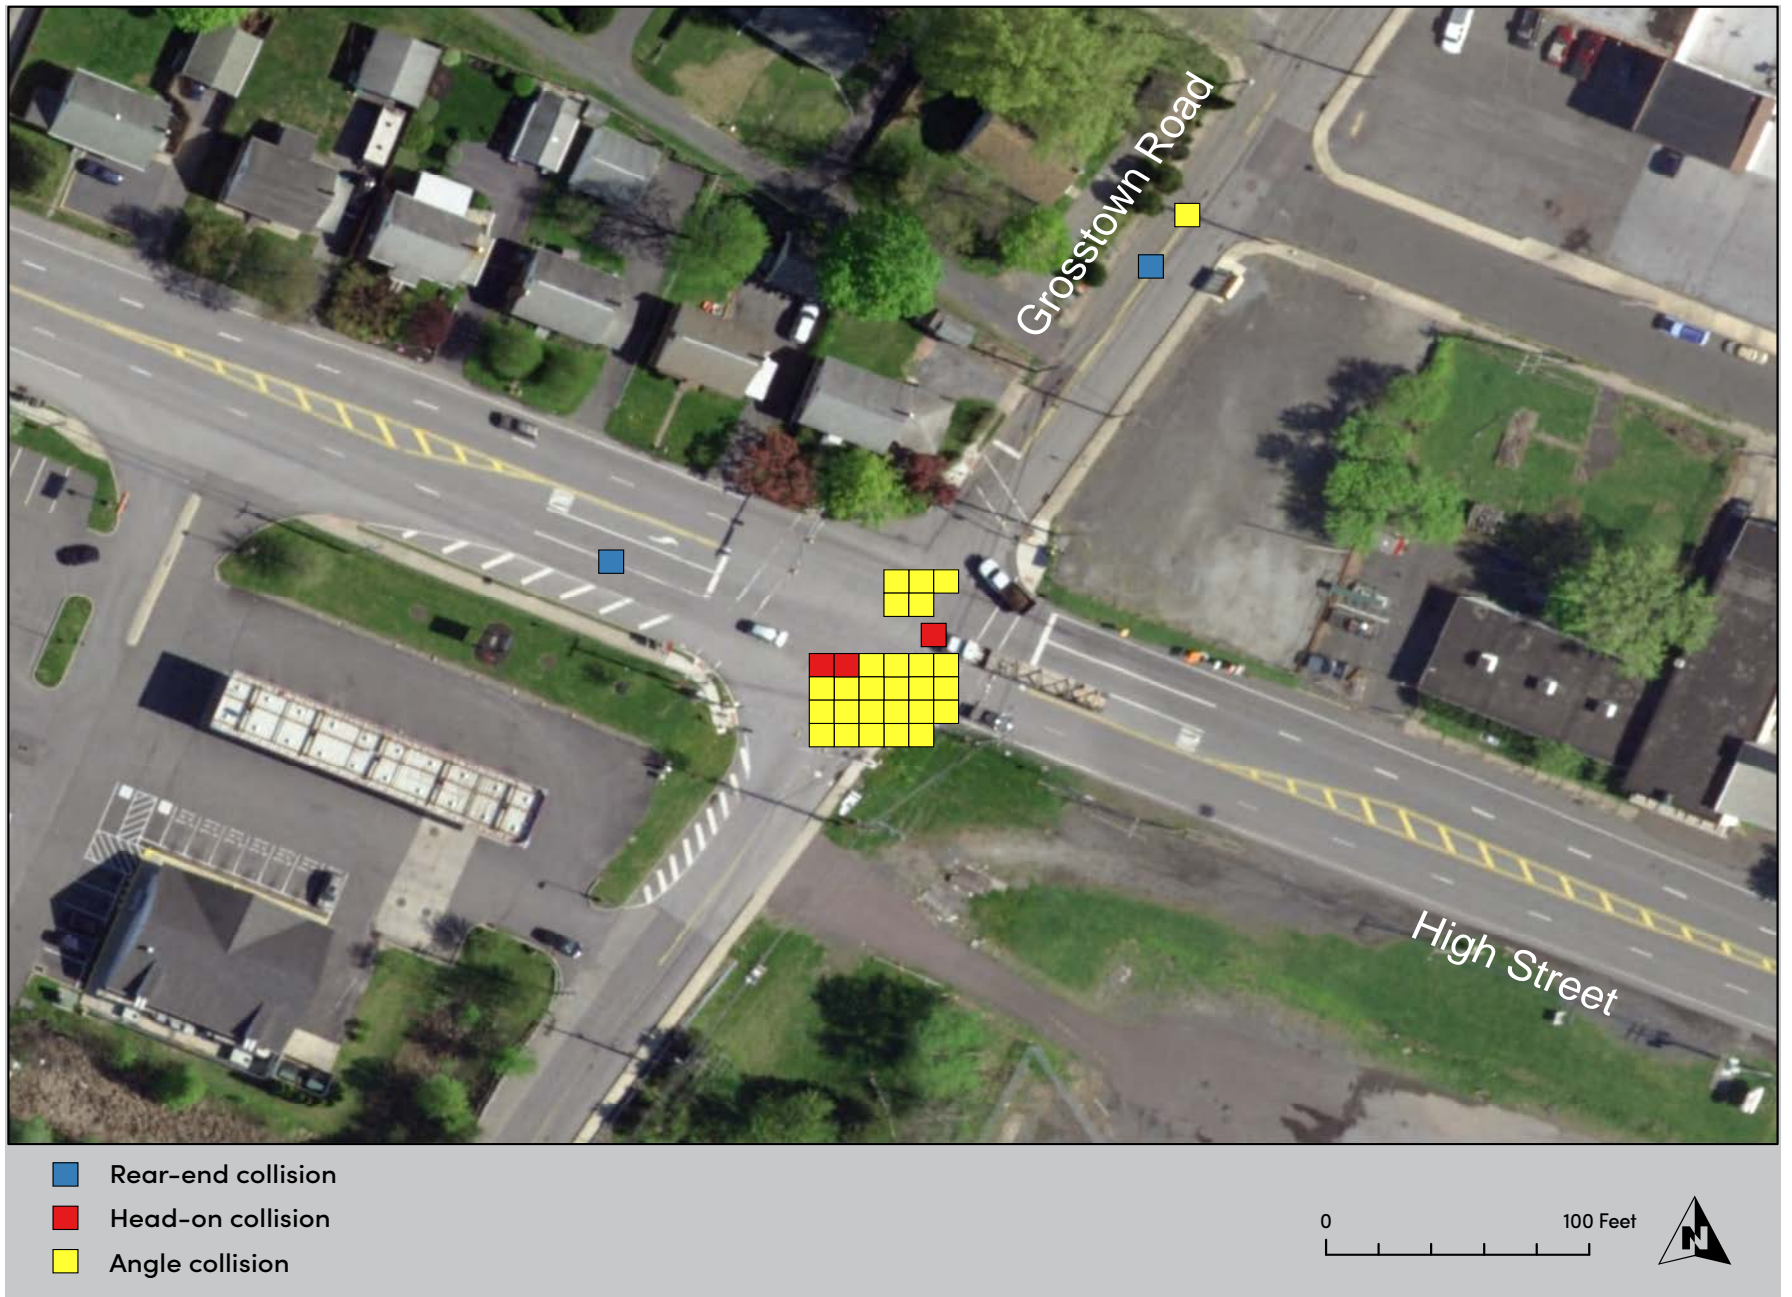 Grosstown Road
High Street
Rear-end collision
Head-on collision
Angle collision
0
100 Feet
N